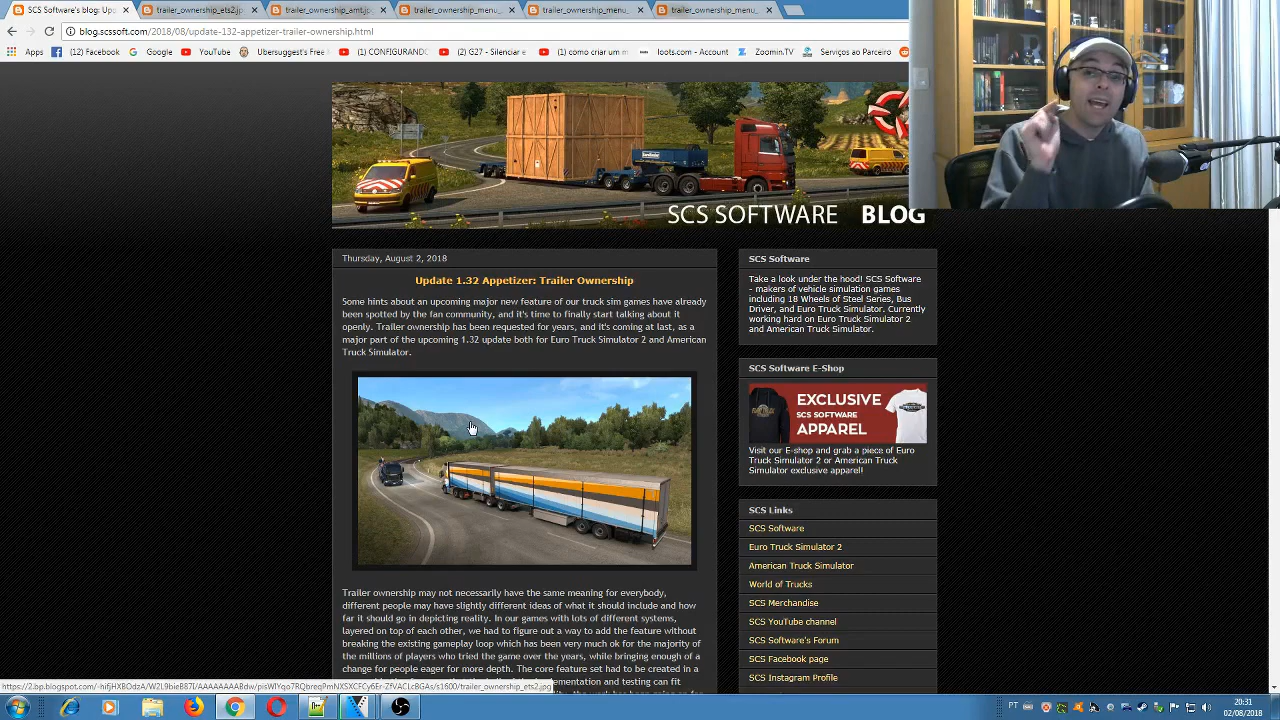 SCS Software's blog: Up
trailer_ownership_ets2.jp
trailer_ownership_amt.jp
trailer_ownership_menu_
trailer_ownership_menu_
trailer_ownership_menu_
blog.scssoft.com/2018/08/update-132-appetizer-trailer-ownership.html
Apps
(12) Facebook
Google
YouTube
Ubersuggest's Free
(1) CONFIGURANDO
(2) G27 - Silenciar e
(1) como criar um m
loots.com - Account
Zoomin.TV
Serviços ao Parceiro
SCS SOFTWARE BLOG
Thursday, August 2, 2018
Update 1.32 Appetizer: Trailer Ownership
Some hints about an upcoming major new feature of our truck sim games have already
been spotted by the fan community, and it's time to finally start talking about it
openly. Trailer ownership has been requested for years, and it's coming at last, as a
major part of the upcoming 1.32 update both for Euro Truck Simulator 2 and American
Truck Simulator.
Trailer ownership may not necessarily have the same meaning for everybody,
different people may have slightly different ideas of what it should include and how
far it should go in depicting reality. In our games with lots of different systems,
layered on top of each other, we had to figure out a way to add the feature without
breaking the existing gameplay loop which has been very much ok for the majority of
the millions of players who tried the game over the years, while bringing enough of a
change for people eager for more depth. The core feature set had to be created in a
mentation and testing can fit
SCS Software
Take a look under the hood! SCS Software
- makers of vehicle simulation games
including 18 Wheels of Steel Series, Bus
Driver, and Euro Truck Simulator. Currently
working hard on Euro Truck Simulator 2
and American Truck Simulator.
SCS Software E-Shop
EXCLUSIVE
SCS SOFTWARE
APPAREL
Visit our E-shop and grab a piece of Euro
Truck Simulator 2 or American Truck
Simulator exclusive apparel!
SCS Links
SCS Software
Euro Truck Simulator 2
American Truck Simulator
World of Trucks
SCS Merchandise
SCS YouTube channel
SCS Software's Forum
SCS Facebook page
SCS Instagram Profile
PT
20:31
02/08/2018